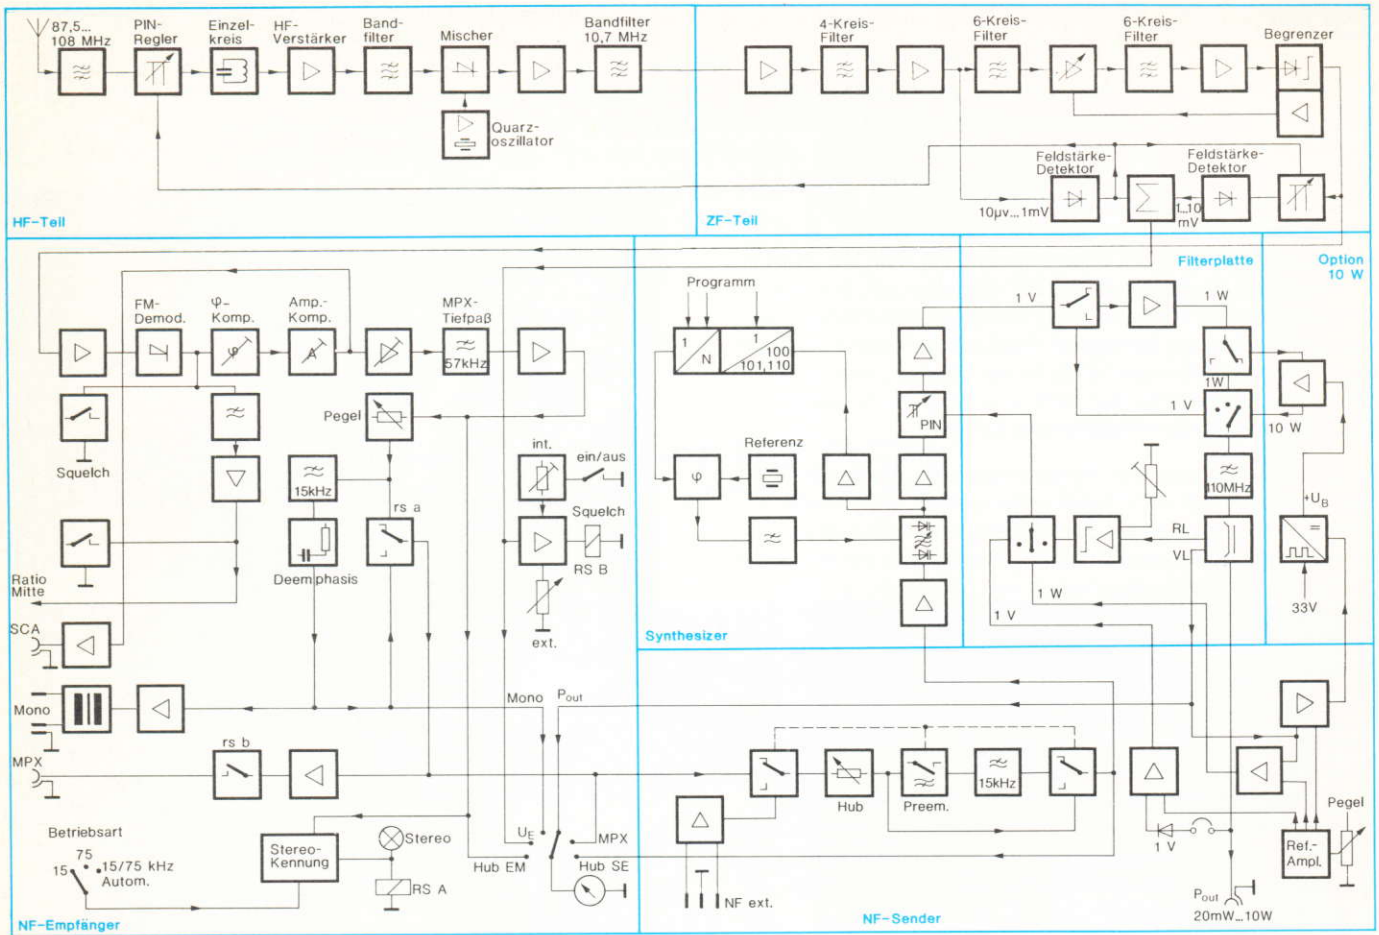 87,5...
108 MHz
PIN-
Regler
Einzel-
kreis
HF-
Verstärker
Band-
filter
Mischer
Bandfilter
10,7 MHz
Quarz-
oszillator
HF-Teil
4-Kreis-
Filter
6-Kreis-
Filter
6-Kreis-
Filter
Begrenzer
Feldstärke-
Detektor
Feldstärke-
Detektor
10µv...1mV
Σ
1...10
mV
ZF-Teil
FM-
Demod.
φ-
Komp.
Amp.-
Komp.
MPX-
Tiefpaß
φ
A
57kHz
Squelch
Pegel
15kHz
rs a
Deemphasis
int.
ein/aus
Squelch
RS B
ext.
Ratio
Mitte
SCA
Mono
MPX
rs b
Mono
Pout
Betriebsart
75
15
15/75 kHz
Autom.
Stereo-
Kennung
Stereo
RS A
UE
MPX
Hub EM
Hub SE
NF-Empfänger
Programm
1
N
1
100
101,110
Referenz
φ
PIN
Synthesizer
Filterplatte
1 V
1 W
1W
1 V
110MHz
RL
VL
1 W
1 V
Option
10 W
10 W
+UB
33V
Hub
Preem.
15kHz
NF ext.
1 V
Ref.-
Ampl.
Pegel
Pout
20mW...10W
NF-Sender